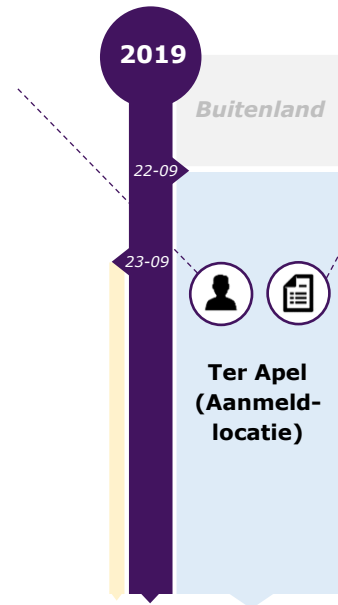 2019
Buitenland
22-09
23-09
Ter Apel
(Aanmeld-
locatie)